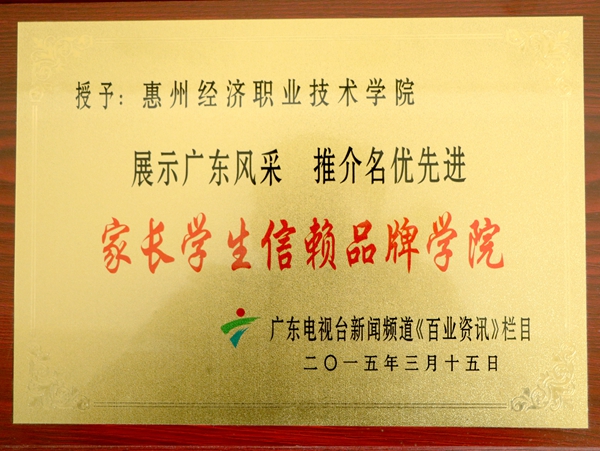 授予：惠州经济职业技术学院
展示广东风采 推介名优先进
家长学生信赖品牌学院
广东电视台新闻频道《百业资讯》栏目
二〇一五年三月十五日